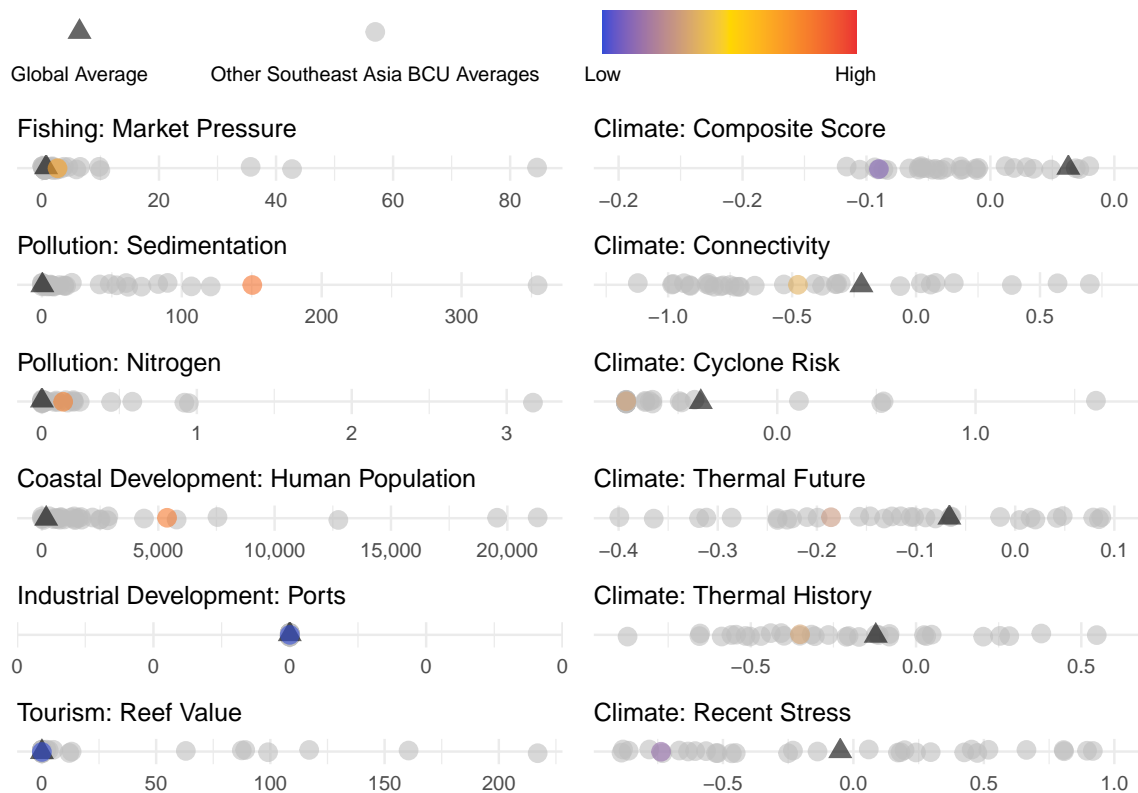 Global Average
Other Southeast Asia BCU Averages
Low
High
Fishing: Market Pressure
0 20 40 60 80
Climate: Composite Score
−0.2 −0.2 −0.1 0.0 0.0
Pollution: Sedimentation
0 100 200 300
Climate: Connectivity
−1.0 −0.5 0.0 0.5
Pollution: Nitrogen
0 1 2 3
Climate: Cyclone Risk
0.0 1.0
Coastal Development: Human Population
0 5,000 10,000 15,000 20,000
Climate: Thermal Future
−0.4 −0.3 −0.2 −0.1 0.0 0.1
Industrial Development: Ports
0 0 0 0 0
Climate: Thermal History
−0.5 0.0 0.5
Tourism: Reef Value
0 50 100 150 200
Climate: Recent Stress
−0.5 0.0 0.5 1.0